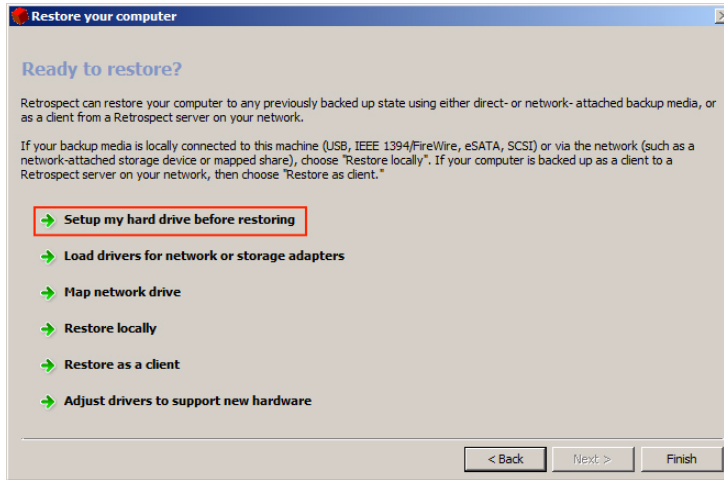 Restore your computer
Ready to restore?
Retrospect can restore your computer to any previously backed up state using either direct- or network- attached backup media, or
as a client from a Retrospect server on your network.
If your backup media is locally connected to this machine (USB, IEEE 1394/FireWire, eSATA, SCSI) or via the network (such as a
network-attached storage device or mapped share), choose "Restore locally". If your computer is backed up as a client to a
Retrospect server on your network, then choose "Restore as client."
Setup my hard drive before restoring
Load drivers for network or storage adapters
Map network drive
Restore locally
Restore as a client
Adjust drivers to support new hardware
< Back Next > Finish